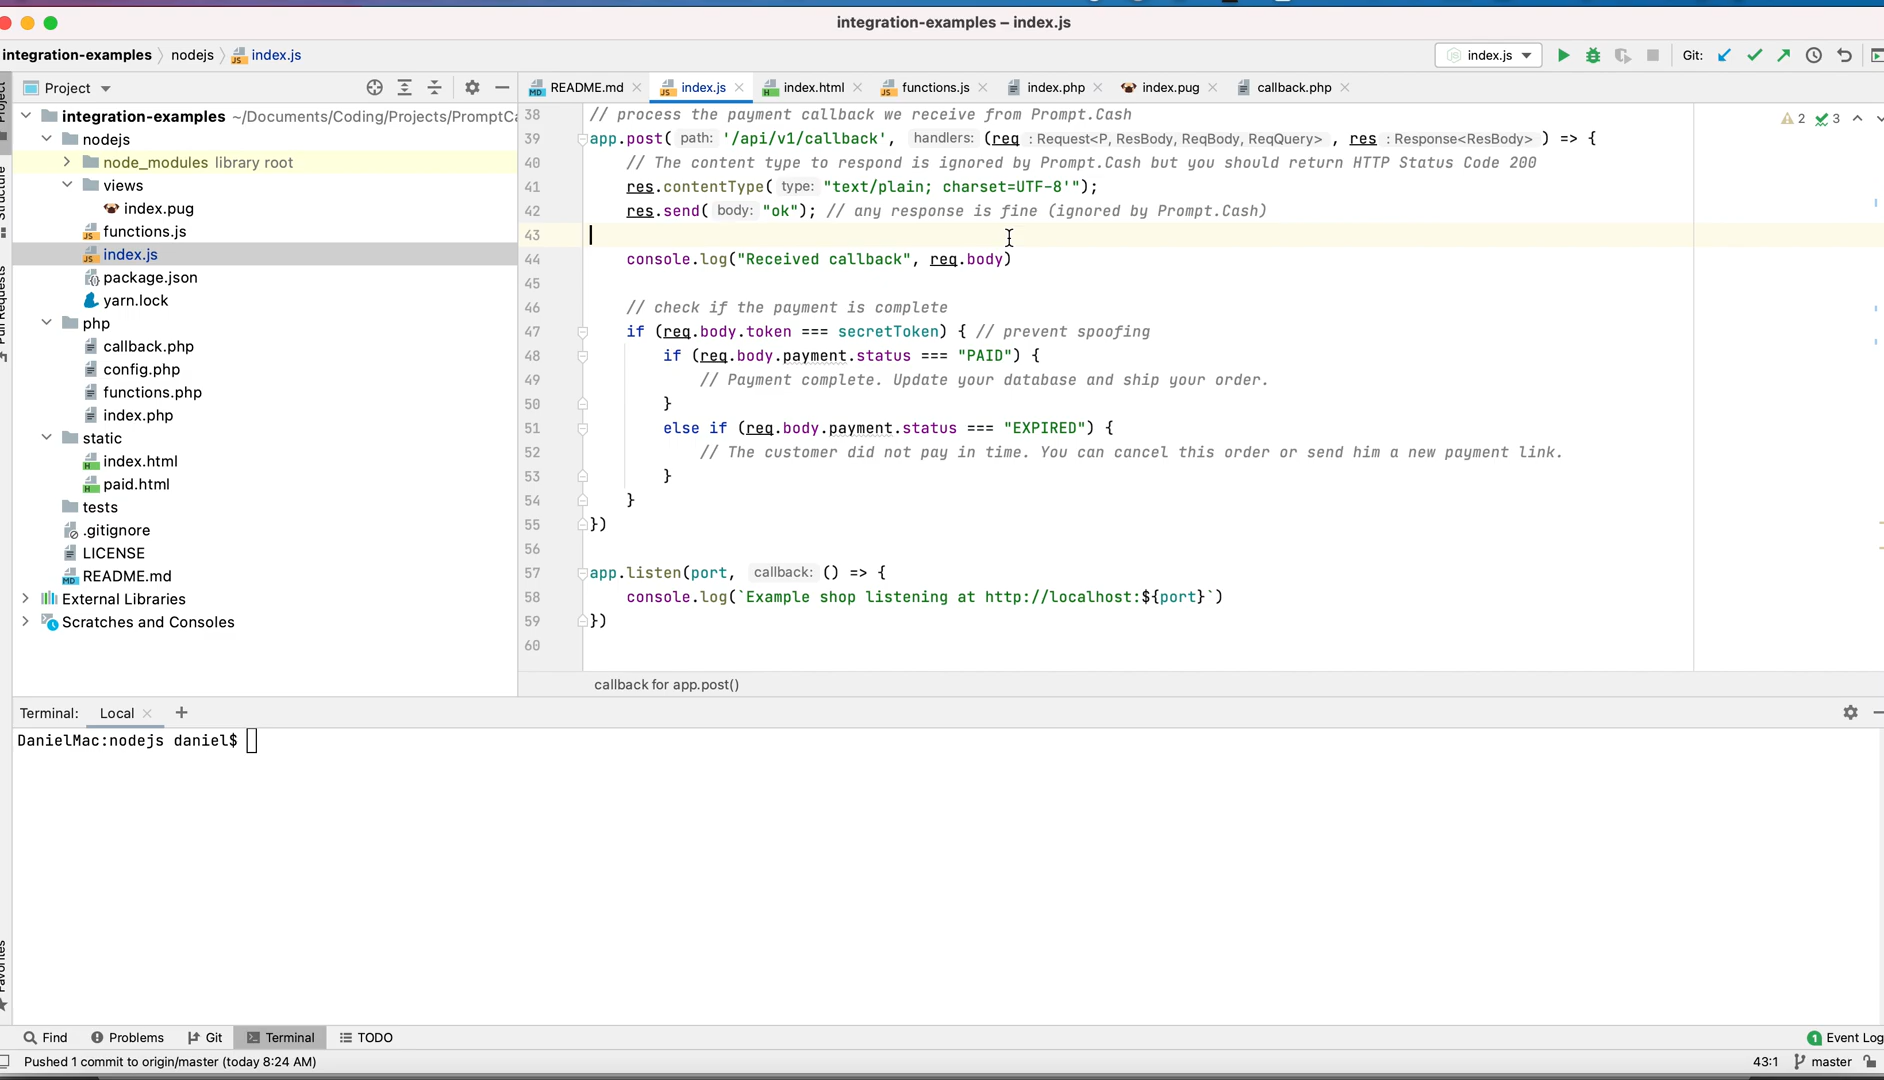 integration-examples – index.js
integration-examples nodejs index.js
index.js Git:
Project
README.md index.js index.html functions.js index.php index.pug callback.php
integration-examples ~/Documents/Coding/Projects/PromptCa
nodejs
node_modules library root
views
index.pug
functions.js
index.js
package.json
yarn.lock
php
callback.php
config.php
functions.php
index.php
static
index.html
paid.html
tests
.gitignore
LICENSE
README.md
External Libraries
Scratches and Consoles
Project
Structure
Pull Requests
Favorites
2 3
38 // process the payment callback we receive from Prompt.Cash
39 app.post( path: '/api/v1/callback', handlers: (req : Request<P, ResBody, ReqBody, ReqQuery> , res : Response<ResBody> ) => {
40 // The content type to respond is ignored by Prompt.Cash but you should return HTTP Status Code 200
41 res.contentType( type: "text/plain; charset=UTF-8'");
42 res.send( body: "ok"); // any response is fine (ignored by Prompt.Cash)
43
44 console.log("Received callback", req.body)
45
46 // check if the payment is complete
47 if (req.body.token === secretToken) { // prevent spoofing
48 if (req.body.payment.status === "PAID") {
49 // Payment complete. Update your database and ship your order.
50 }
51 else if (req.body.payment.status === "EXPIRED") {
52 // The customer did not pay in time. You can cancel this order or send him a new payment link.
53 }
54 }
55 })
56
57 app.listen(port, callback: () => {
58 console.log(`Example shop listening at http://localhost:${port}`)
59 })
60
callback for app.post()
Terminal: Local
DanielMac:nodejs daniel$
Find Problems Git Terminal TODO 1 Event Log
Pushed 1 commit to origin/master (today 8:24 AM) 43:1 master